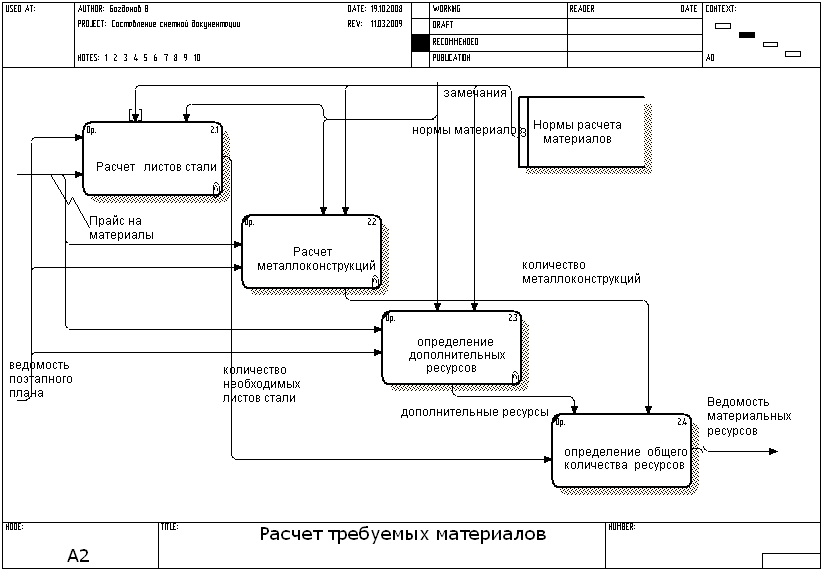 USED AT:
AUTHOR: Богданов В
DATE: 19.10.2008
WORKING
READER
DATE
CONTEXT:
PROJECT: Составление сметной документации
REV: 11.03.2009
DRAFT
RECOMMENDED
NOTES: 1 2 3 4 5 6 7 8 9 10
PUBLICATION
A0
замечания
нормы материалов
Нормы расчета
материалов
0р.
2.1
Расчет листов стали
Прайс на
материалы
0р.
2.2
Расчет
металлоконструкций
количество
металлоконструкций
0р.
2.3
определение
дополнительных
ресурсов
ведомость
поэтапного
плана
количество
необходимых
листов стали
дополнительные ресурсы
Ведомость
материальных
ресурсов
0р.
2.4
определение общего
количества ресурсов
NODE:
A2
TITLE:
Расчет требуемых материалов
NUMBER: